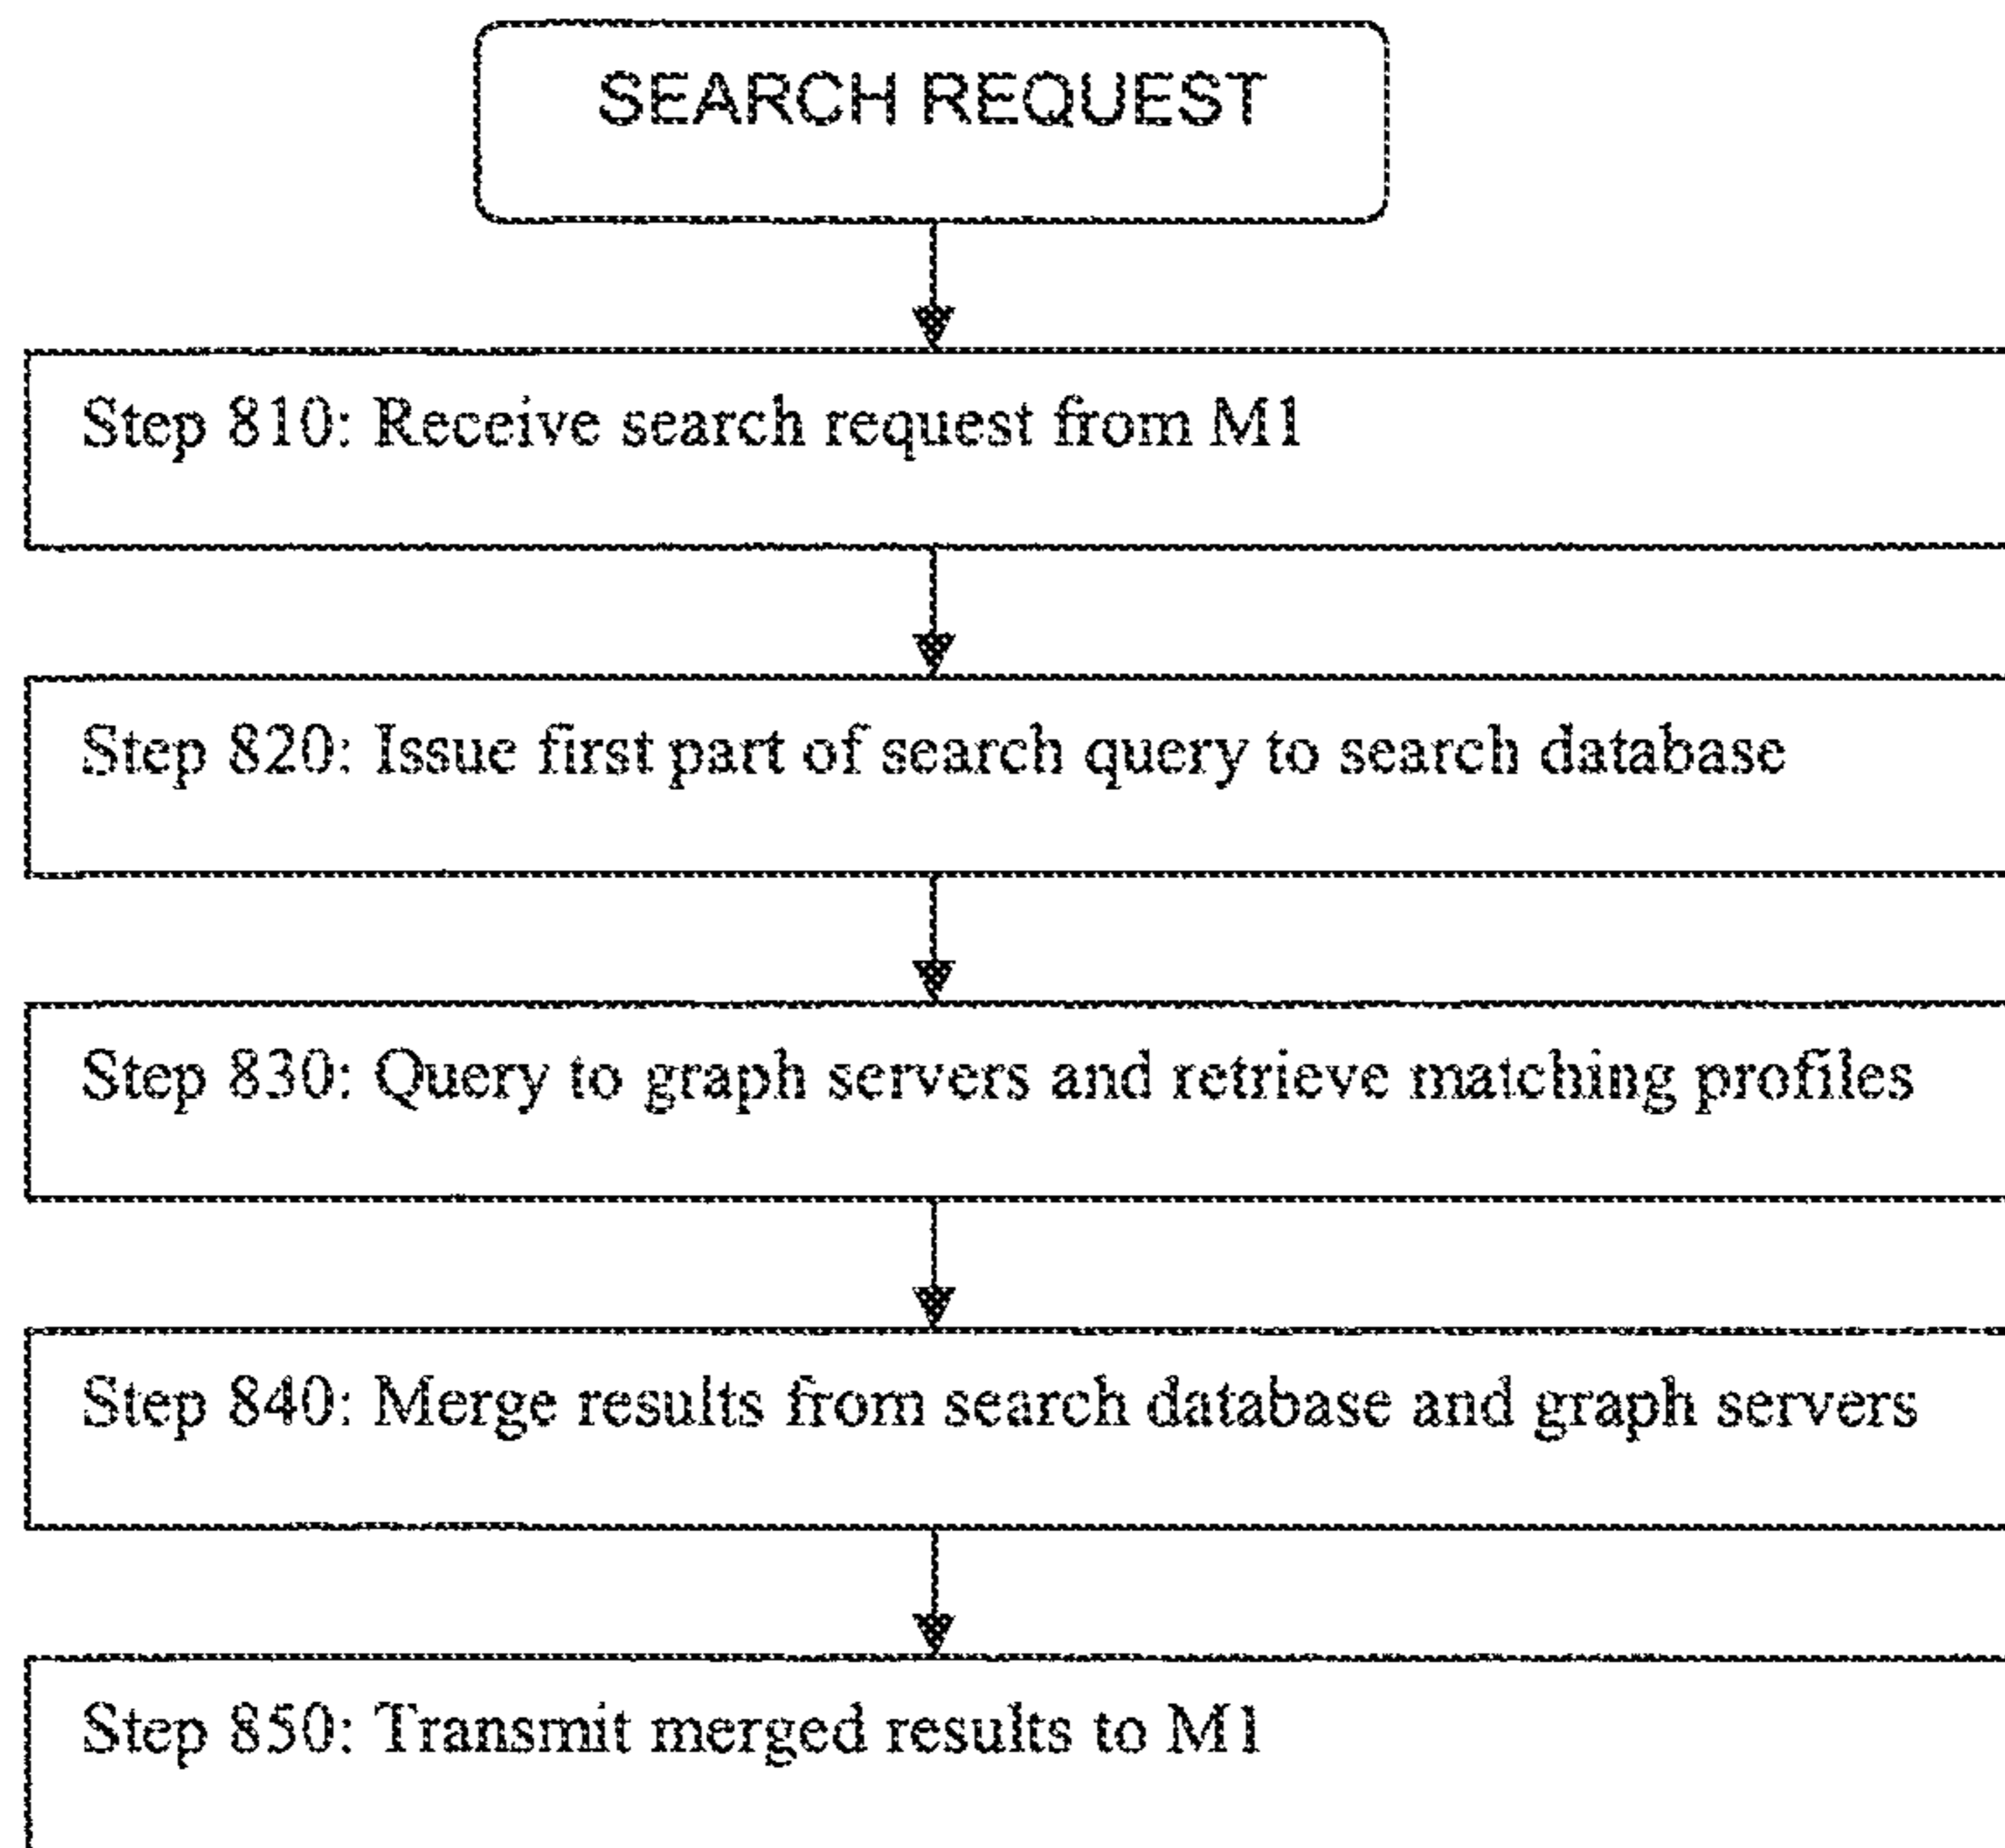 SEARCH REQUEST
Step 810: Receive search request from M1
Step 820: Issue first part of search query to search database
Step 830: Query to graph servers and retrieve matching profiles
Step 840: Merge results from search database and graph servers
Step 850: Transmit merged results to M1